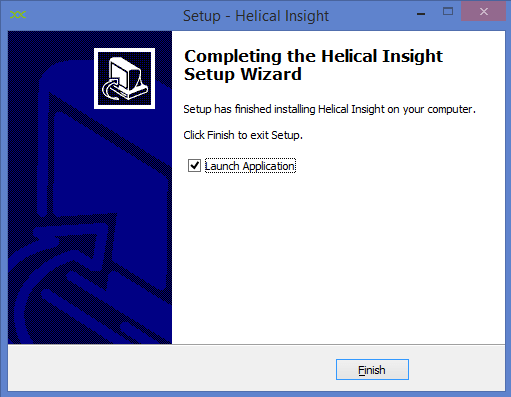 Setup - Helical Insight
Completing the Helical Insight
Setup Wizard
Setup has finished installing Helical Insight on your computer.
Click Finish to exit Setup.
Launch Application
Finish